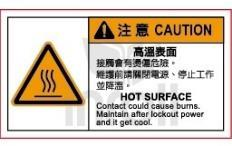 注意 CAUTION
高溫表面
接觸會有燙傷危險。
維護前請關閉電源、停止工作
並降溫。
HOT SURFACE
Contact could cause burns.
Maintain after lockout power
and it get cool.